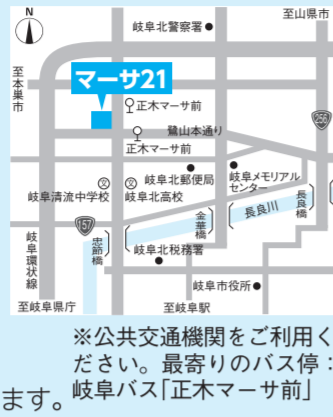 N
岐阜北警察署
至山県市
至本巣市
マーサ21
正木マーサ前
256
鷺山本通り
正木マーサ前
岐阜北郵便局
岐阜メモリアル
センター
岐阜清流中学校
文
文
岐阜北高校
長良川
長良橋
金華橋
157
忠節橋
岐阜環状線
岐阜北税務署
岐阜市役所
至岐阜県庁
至岐阜駅
※公共交通機関をご利用く
ださい。最寄りのバス停：
岐阜バス「正木マーサ前」
ます。